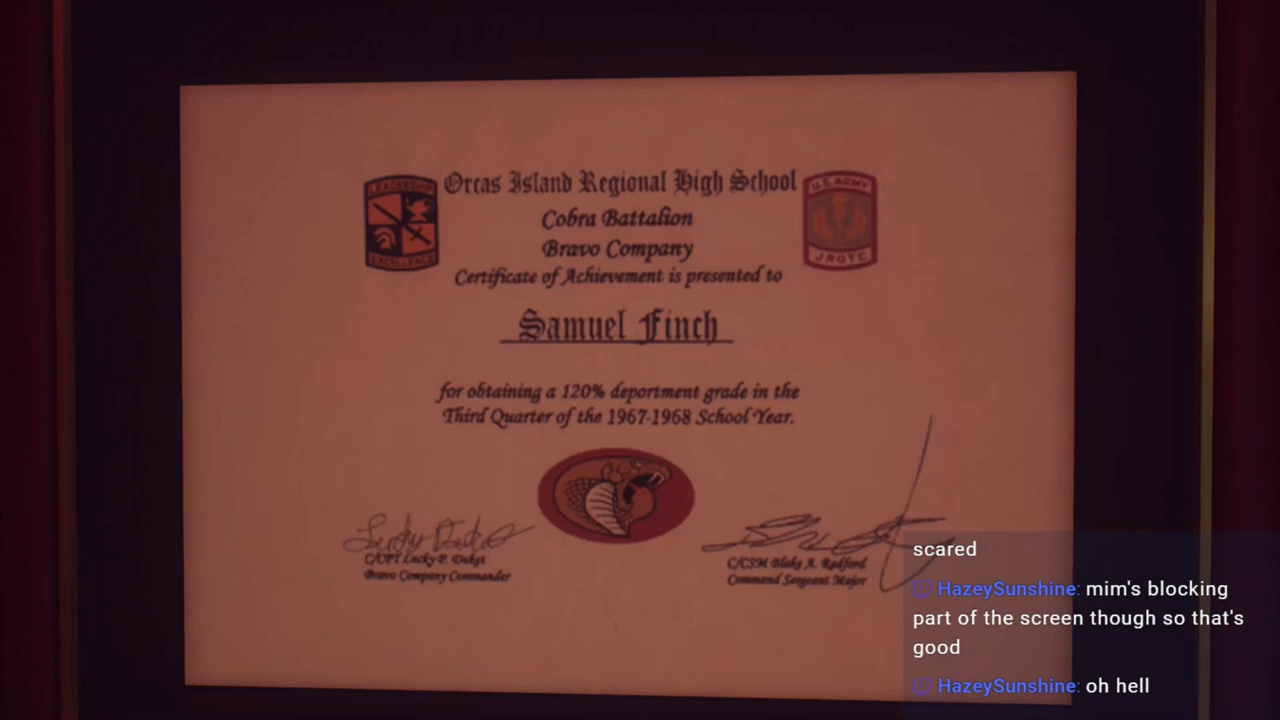 Orcas Island Regional High School
LEADERSHIP
EXCELLENCE
U.S. ARMY
JROTC
Cobra Battalion
Bravo Company
Certificate of Achievement is presented to
Samuel Finch
for obtaining a 120% deportment grade in the
Third Quarter of the 1967-1968 School Year.
C/CPT Lucky P. Duket
Bravo Company Commander
C/CSM Blake A. Radford
Command Sergeant Major
scared
HazeySunshine: mim's blocking
part of the screen though so that's
good
HazeySunshine: oh hell